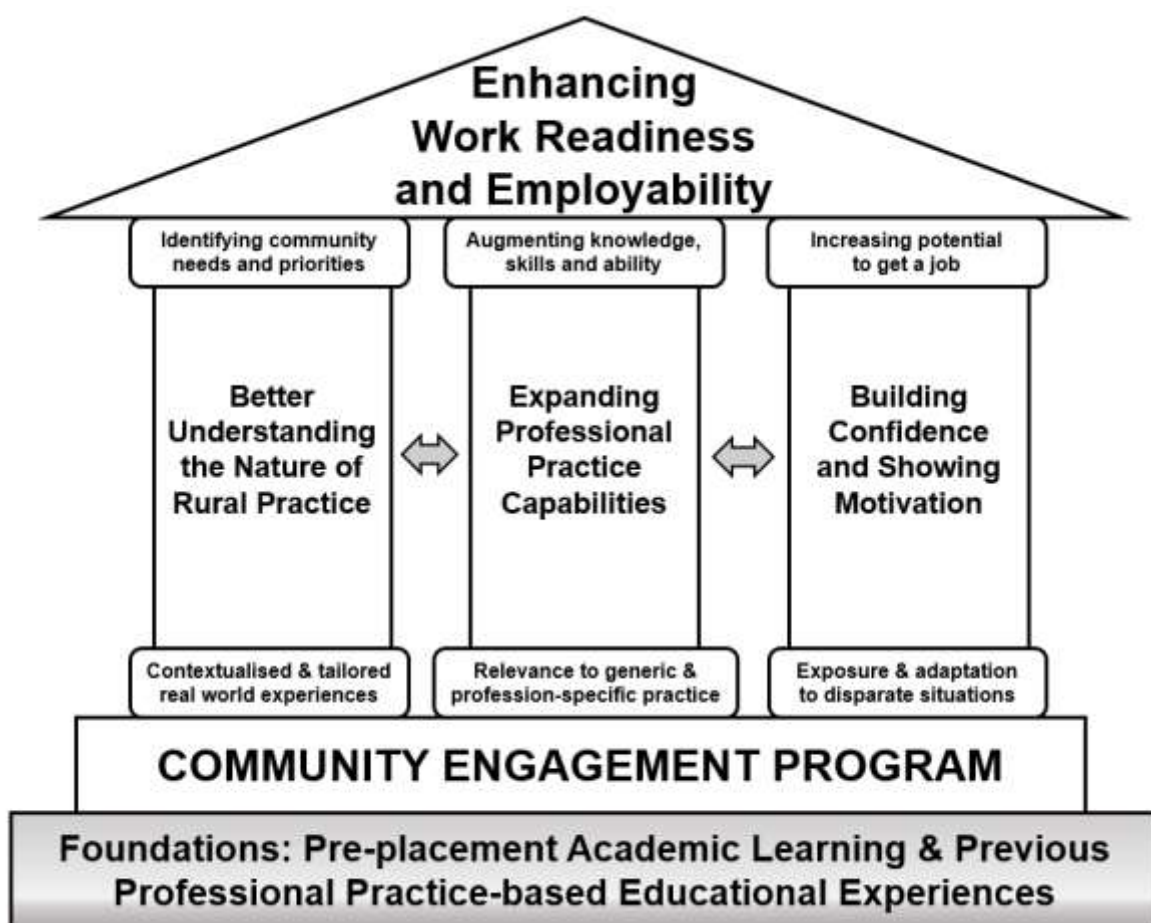 Enhancing
Work Readiness
and Employability
Identifying community
needs and priorities
Augmenting knowledge,
skills and ability
Increasing potential
to get a job
Better
Understanding
the Nature of
Rural Practice
Expanding
Professional
Practice
Capabilities
Building
Confidence
and Showing
Motivation
Contextualised & tailored
real world experiences
Relevance to generic &
profession-specific practice
Exposure & adaptation
to disparate situations
COMMUNITY ENGAGEMENT PROGRAM
Foundations: Pre-placement Academic Learning & Previous
Professional Practice-based Educational Experiences